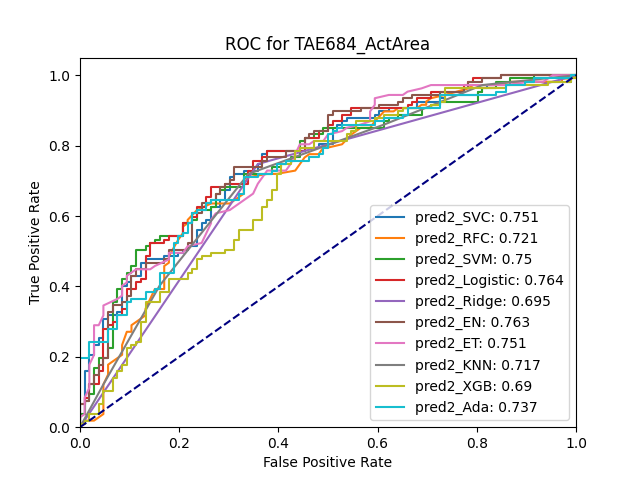 ROC for TAE684_ActArea
True Positive Rate
1.0
0.8
0.6
0.4
0.2
0.0
pred2_SVC: 0.751
pred2_RFC: 0.721
pred2_SVM: 0.75
pred2_Logistic: 0.764
pred2_Ridge: 0.695
pred2_EN: 0.763
pred2_ET: 0.751
pred2_KNN: 0.717
pred2_XGB: 0.69
pred2_Ada: 0.737
0.0 0.2 0.4 0.6 0.8 1.0
False Positive Rate